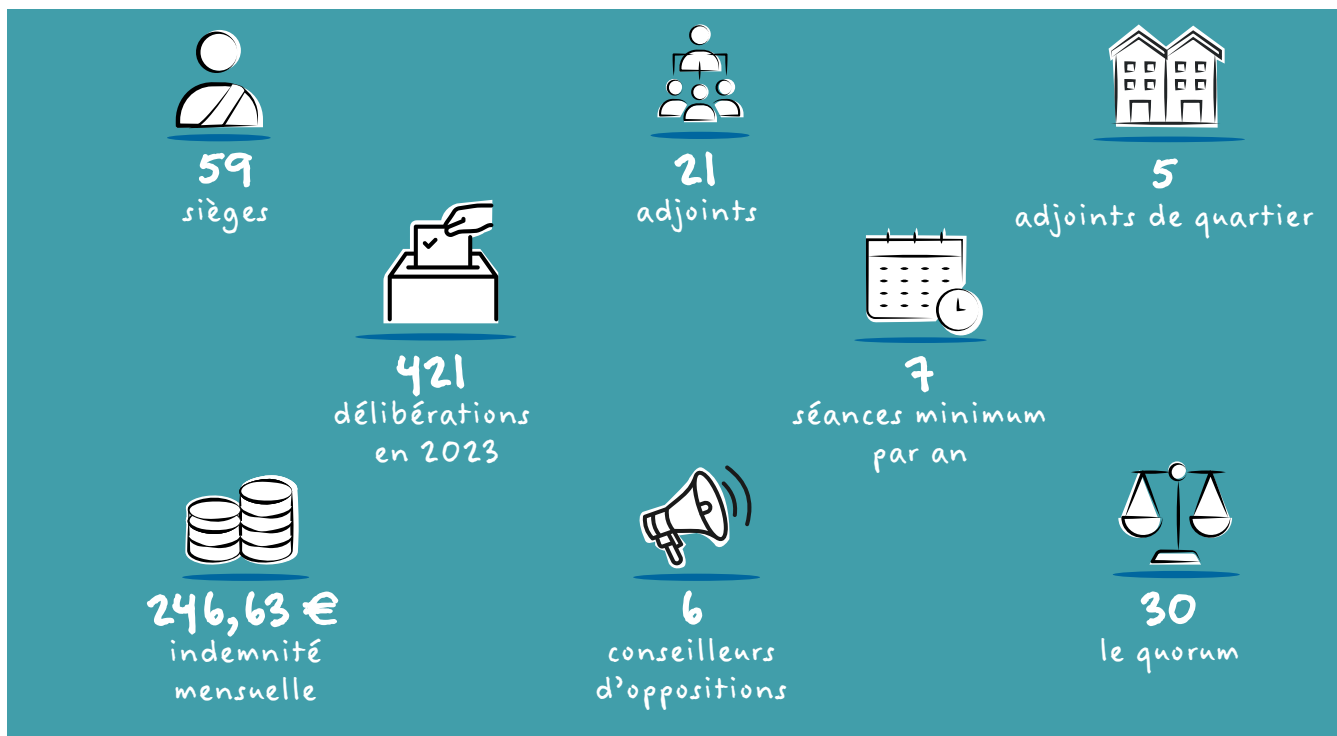 59
sièges
21
adjoints
5
adjoints de quartier
421
délibérations
en 2023
7
séances minimum
par an
246,63 €
indemnité
mensuelle
6
conseilleurs
d'oppositions
30
le quorum